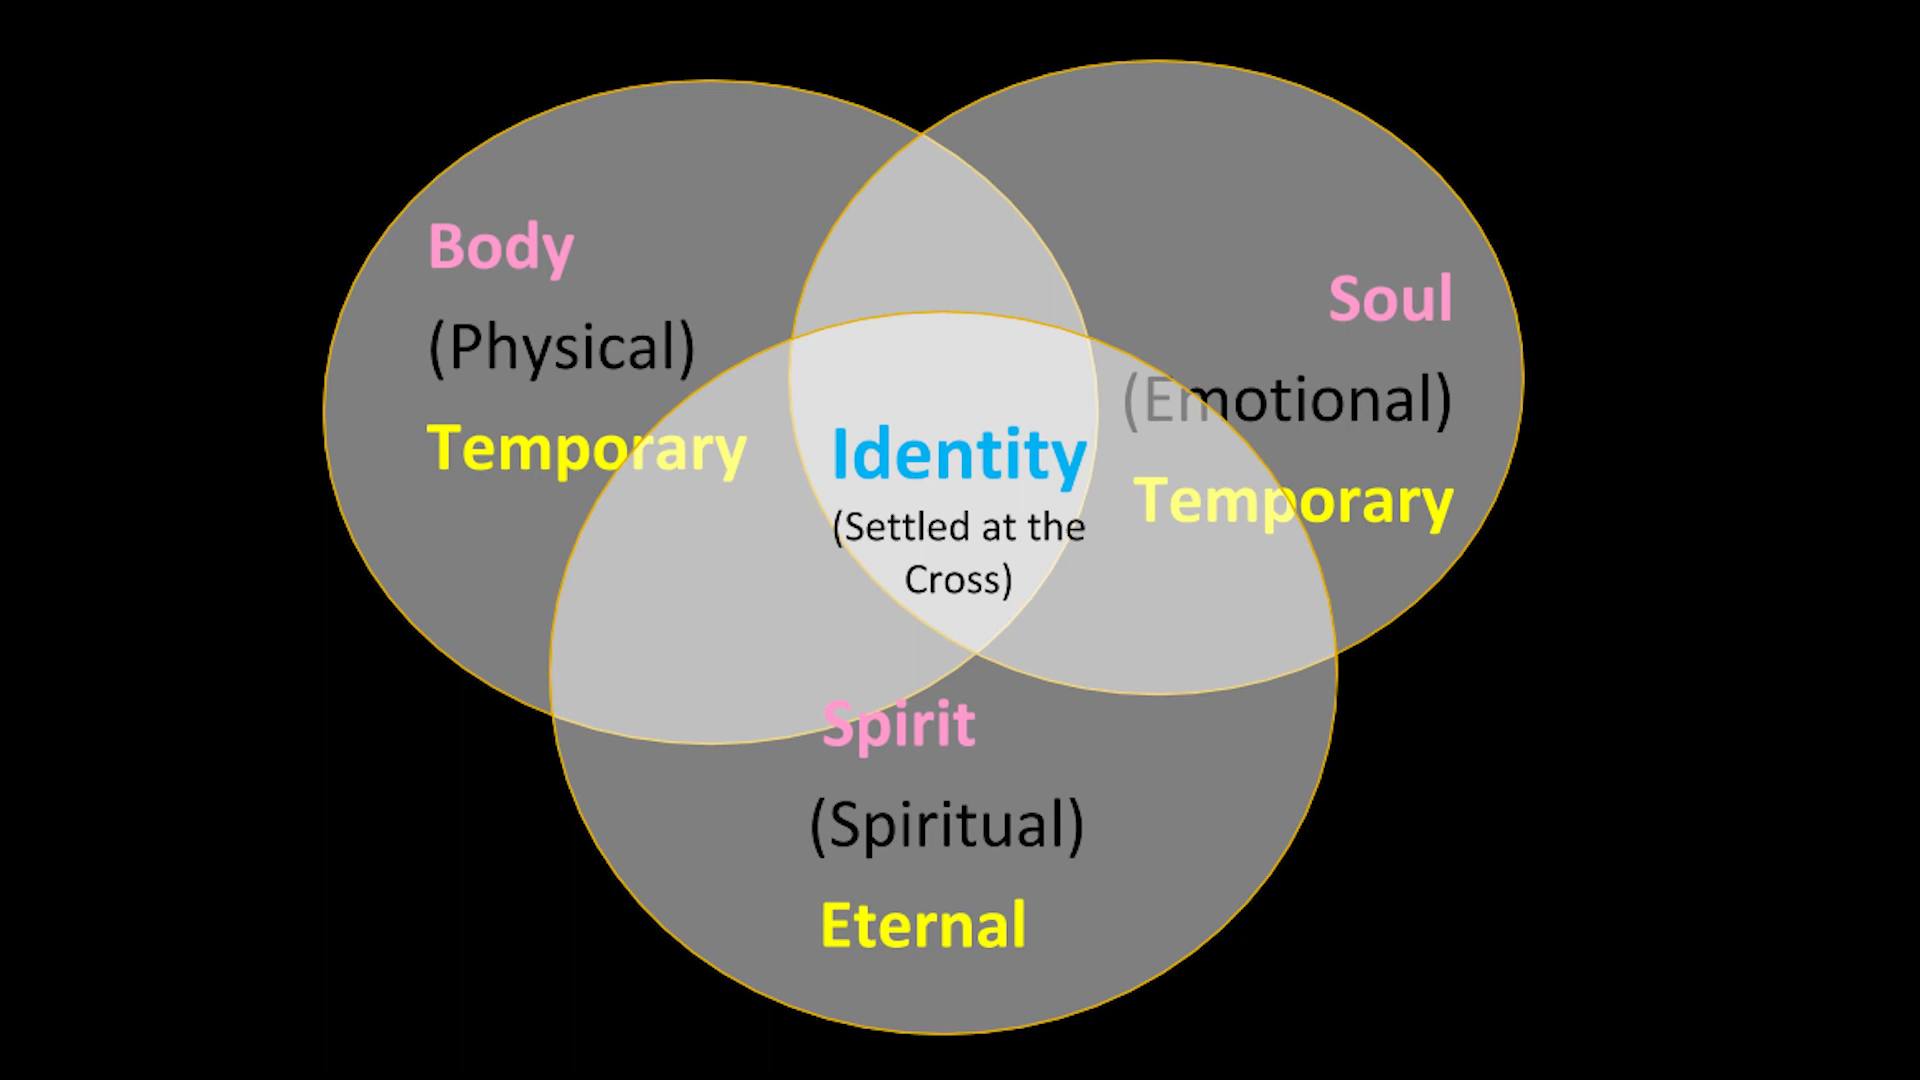 Body
(Physical)
Temporary
Soul
(Emotional)
Temporary
Identity
(Settled at the
Cross)
Spirit
(Spiritual)
Eternal